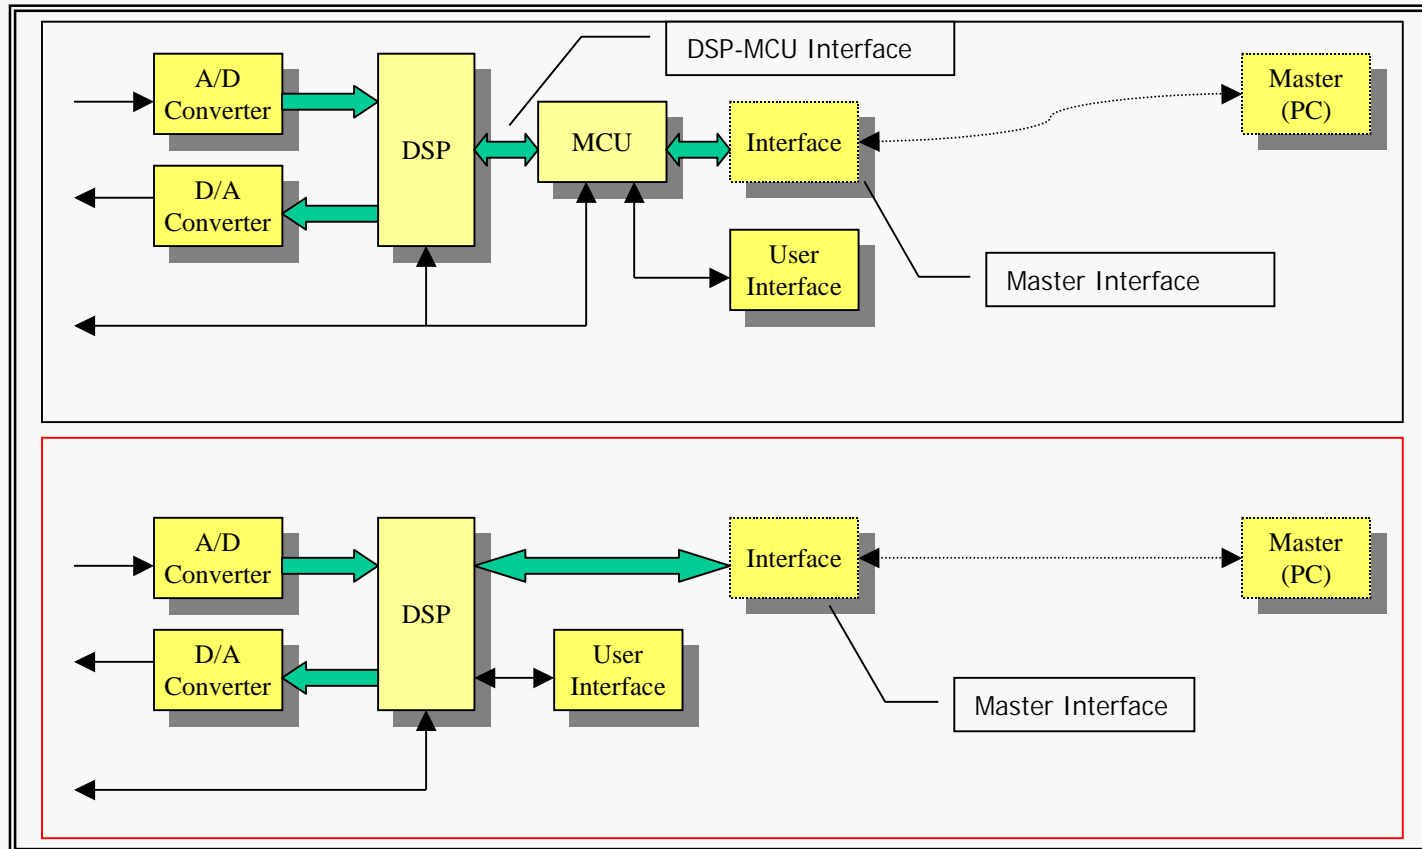 DSP-MCU Interface
A/D
Converter
DSP
MCU
Interface
Master
(PC)
D/A
Converter
User
Interface
Master Interface
A/D
Converter
DSP
Interface
Master
(PC)
D/A
Converter
User
Interface
Master Interface